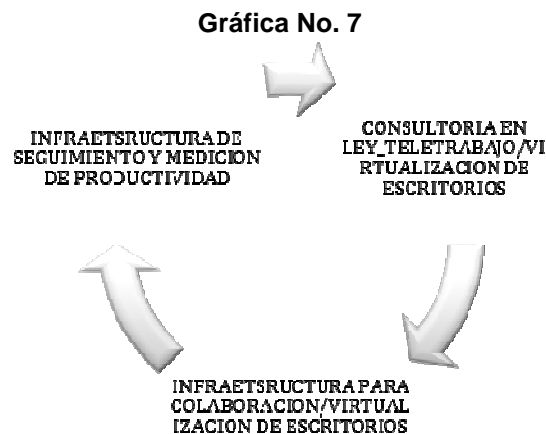 Gráfica No. 7
INFRAETSRUCTURA DE
SEGUIMIENTO Y MEDICION
DE PRODUCTIVIDAD
CONSULTORIA EN
LEY_TELETRABAJO/VI
RTUALIZACION DE
ESCRITORIOS
INFRAETSRUCTURA PARA
COLABORACION/VIRTUAL
IZACION DE ESCRITORIOS